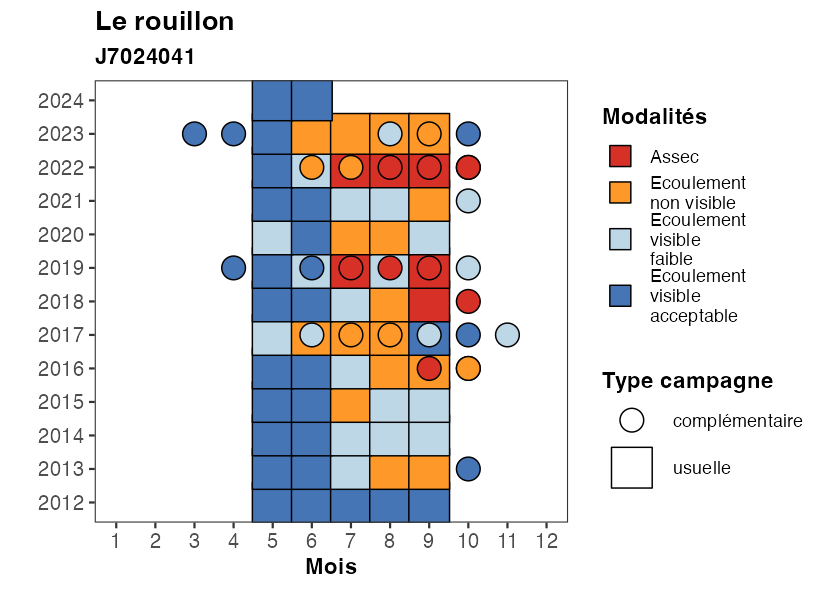 Le rouillon
J7024041
2024
2023
2022
2021
2020
2019
2018
2017
2016
2015
2014
2013
2012
1 2 3 4 5 6 7 8 9 10 11 12
Mois
Modalités
Assec
Ecoulement
non visible
Ecoulement
visible
faible
Ecoulement
visible
acceptable
Type campagne
complémentaire
usuelle